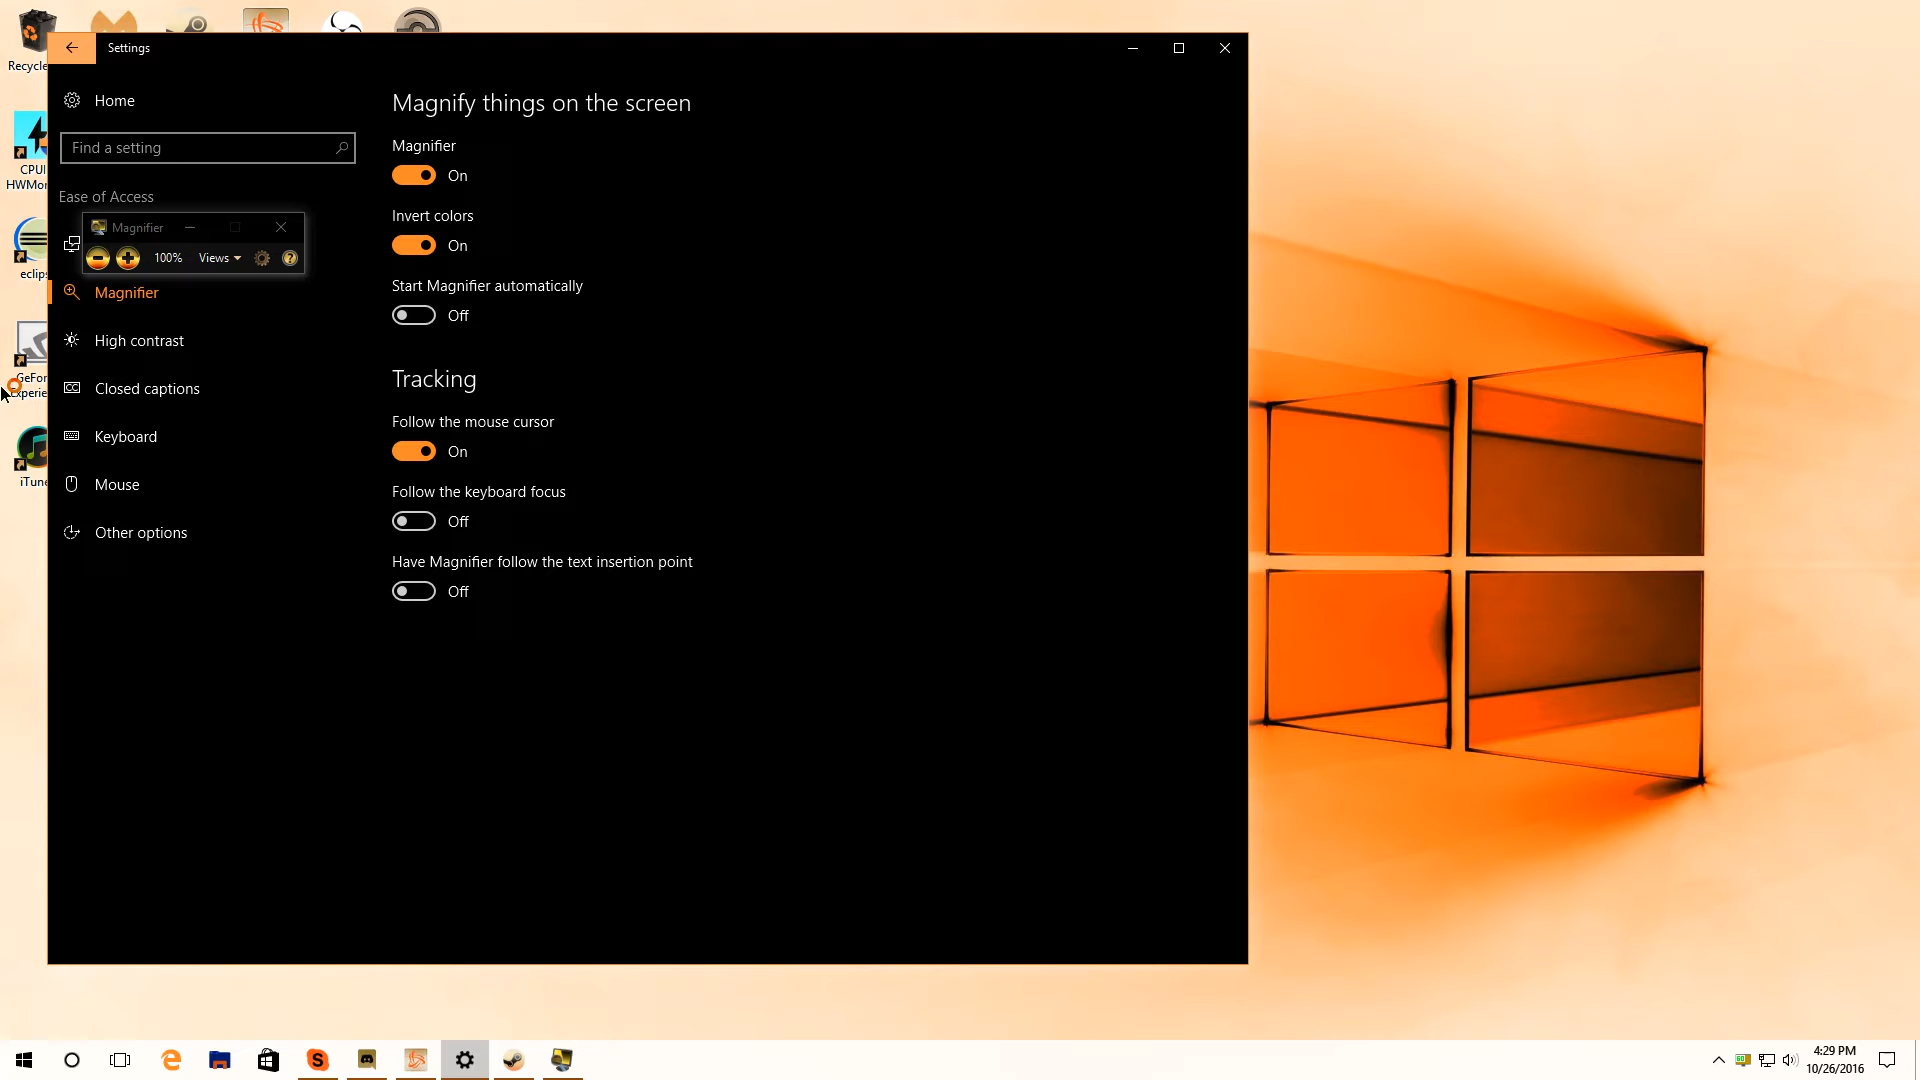 Settings
Recycle
Home
Find a setting
Ease of Access
Magnifier
100% Views
Magnifier
High contrast
Closed captions
Keyboard
Mouse
Other options
Magnify things on the screen
Magnifier
On
Invert colors
On
Start Magnifier automatically
Off
Tracking
Follow the mouse cursor
On
Follow the keyboard focus
Off
Have Magnifier follow the text insertion point
Off
CPUI
HWMon
eclips
GeFor
Experie
iTune
4:29 PM
10/26/2016